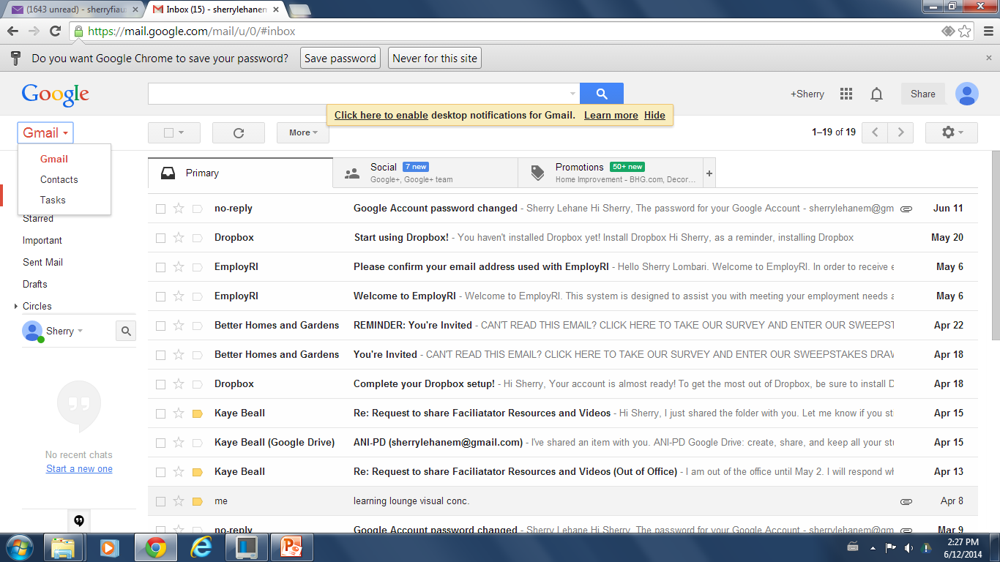 (1643 unread) - sherryfiaus
Inbox (15) - sherrylehanem
https://mail.google.com/mail/u/0/#inbox
Do you want Google Chrome to save your password? Save password Never for this site
Google
+Sherry Share
Click here to enable desktop notifications for Gmail. Learn more Hide
Gmail More 1–19 of 19
Gmail
Contacts
Tasks
Starred
Important
Sent Mail
Drafts
Circles
Sherry
No recent chats
Start a new one
Primary
Social 7 new
Google+, Google+ team
Promotions 50+ new
Home Improvement - BHG.com, Decor...
no-reply Google Account password changed - Sherry Lehane Hi Sherry, The password for your Google Account - sherrylehanem@gm Jun 11
Dropbox Start using Dropbox! - You haven't installed Dropbox yet! Install Dropbox Hi Sherry, as a reminder, installing Dropbox May 20
EmployRI Please confirm your email address used with EmployRI - Hello Sherry Lombari. Welcome to EmployRI. In order to receive e May 6
EmployRI Welcome to EmployRI - Welcome to EmployRI. This system is designed to assist you with meeting your employment needs a May 6
Better Homes and Gardens REMINDER: You're Invited - CAN'T READ THIS EMAIL? CLICK HERE TO TAKE OUR SURVEY AND ENTER OUR SWEEPST Apr 22
Better Homes and Gardens You're Invited - CAN'T READ THIS EMAIL? CLICK HERE TO TAKE OUR SURVEY AND ENTER OUR SWEEPSTAKES DRAW Apr 18
Dropbox Complete your Dropbox setup! - Hi Sherry, Your account is almost ready! To get the most out of Dropbox, be sure to install D Apr 18
Kaye Beall Re: Request to share Faciliatator Resources and Videos - Hi Sherry, I just shared the folder with you. Let me know if you sti Apr 15
Kaye Beall (Google Drive) ANI-PD (sherrylehanem@gmail.com) - I've shared an item with you. ANI-PD Google Drive: create, share, and keep all your stu Apr 15
Kaye Beall Re: Request to share Faciliatator Resources and Videos (Out of Office) - I am out of the office until May 2. I will respond wh Apr 13
me learning lounge visual conc. Apr 8
no-reply Google Account password changed - Sherry Lehane Hi Sherry, The password for your Google Account - sherrylehanem@gm Mar 9
2:27 PM
6/12/2014